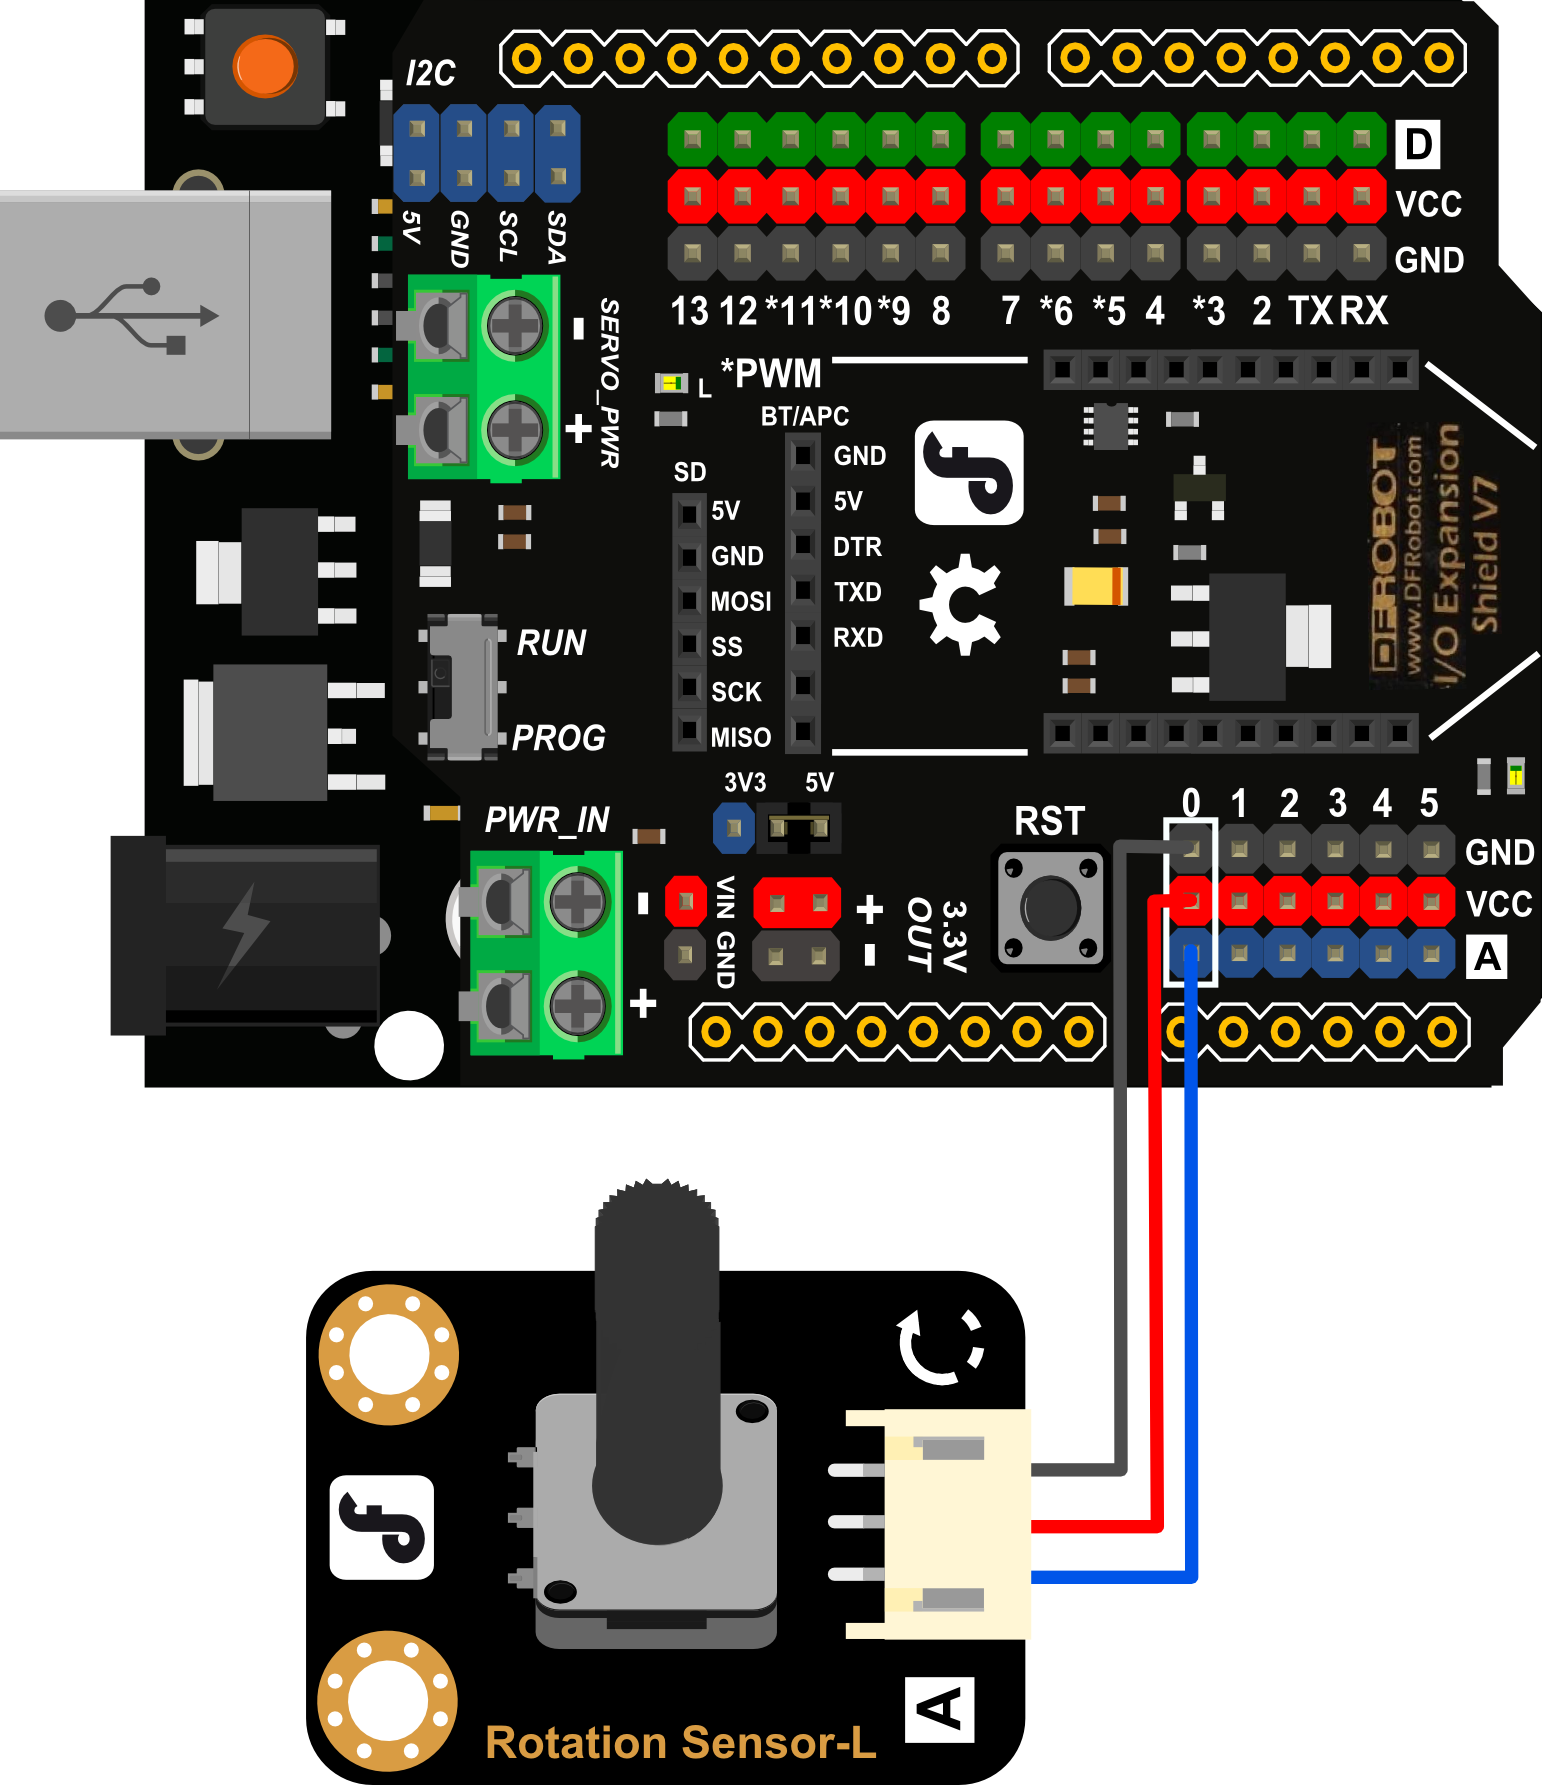 I2C
5V GND SCL SDA
D
VCC
GND
13 12 *11 *10 *9 8 7 *6 *5 4 *3 2 TX RX
- + SERVO_PWR
L
*PWM
BT/APC
GND
5V
DTR
TXD
RXD
SD
5V
GND
MOSI
SS
SCK
MISO
DFROBOT
www.DFRobot.com
I/O Expansion
Shield V7
RUN
PROG
3V3 5V
PWR_IN
- +
VIN GND
+ -
3.3V
OUT
RST
0 1 2 3 4 5
GND
VCC
A
Rotation Sensor-L
A